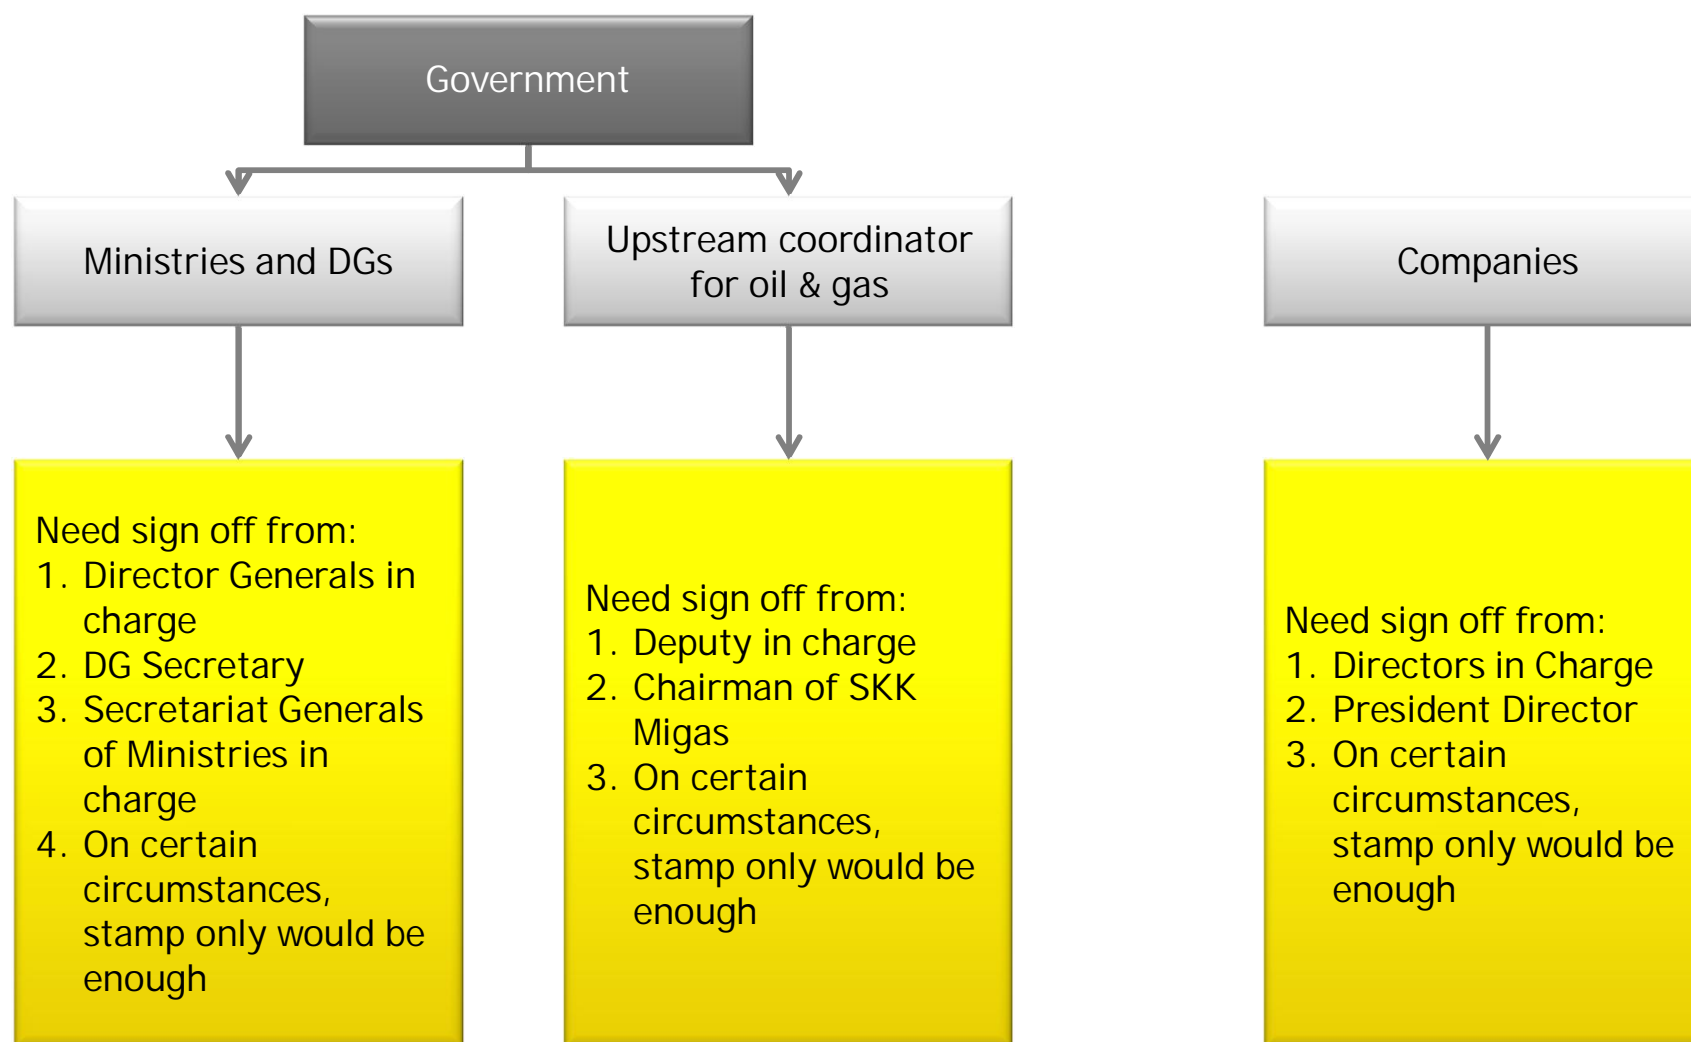 Government
Ministries and DGs
Upstream coordinator
for oil & gas
Companies
Need sign off from:
1. Director Generals in
charge
2. DG Secretary
3. Secretariat Generals
of Ministries in
charge
4. On certain
circumstances,
stamp only would be
enough
Need sign off from:
1. Deputy in charge
2. Chairman of SKK
Migas
3. On certain
circumstances,
stamp only would be
enough
Need sign off from:
1. Directors in Charge
2. President Director
3. On certain
circumstances,
stamp only would be
enough